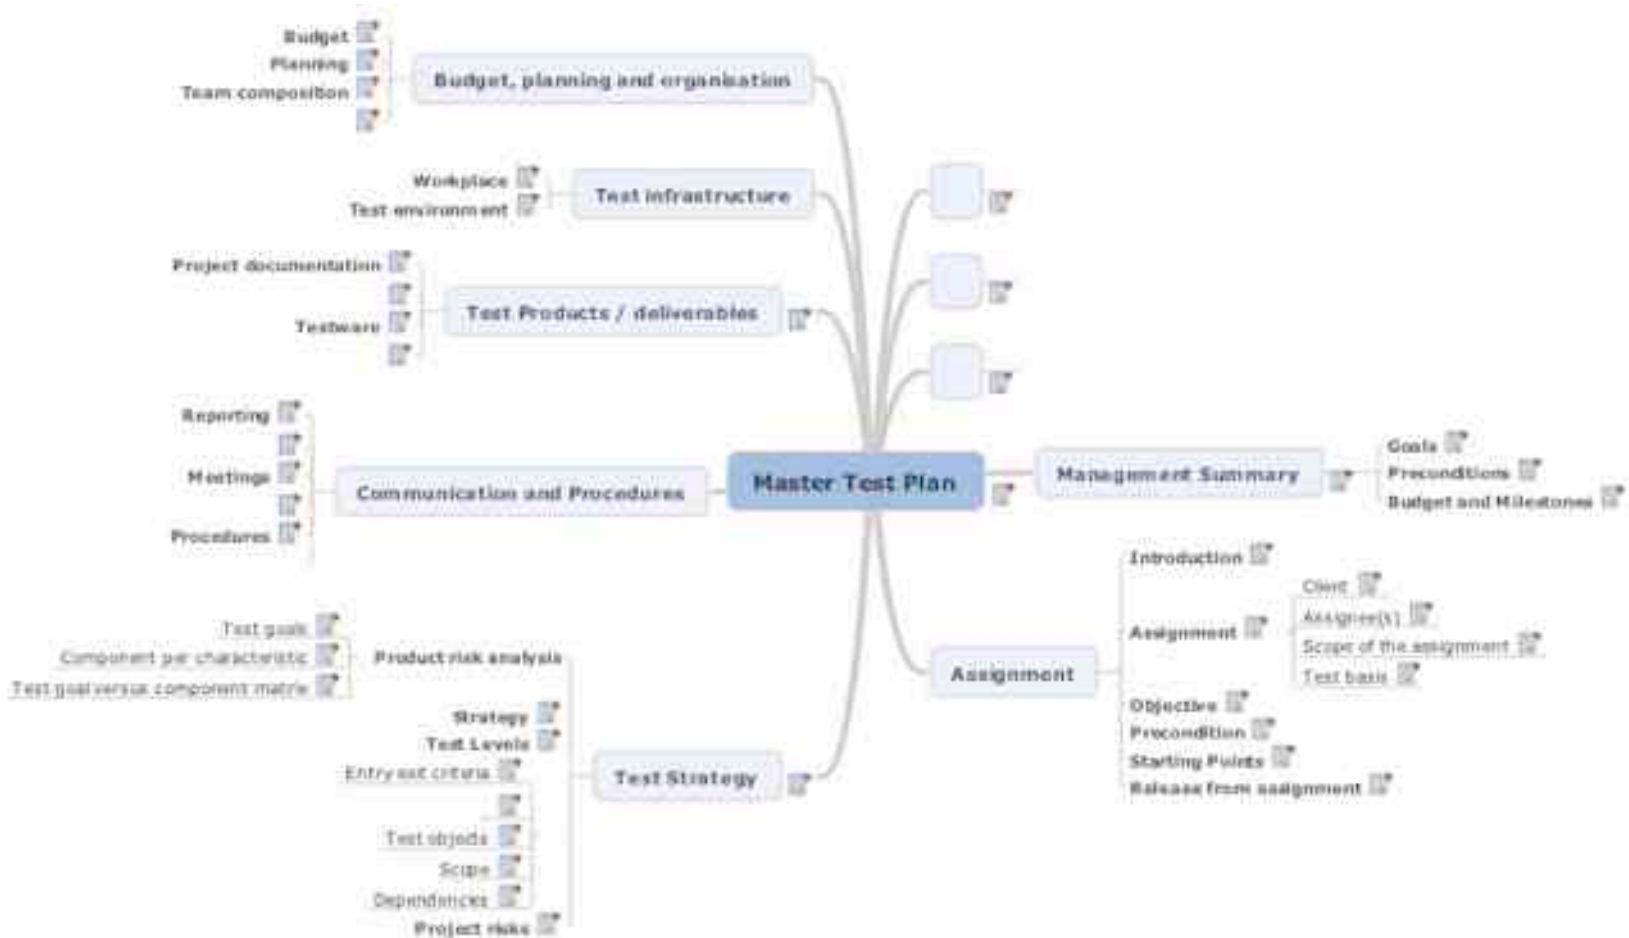 Budget
Planning
Team composition
Budget, planning and organisation
Workplace
Test environment
Test infrastructure
Project documentation
Testware
Test Products / deliverables
Reporting
Meetings
Procedures
Communication and Procedures
Master Test Plan
Management Summary
Goals
Preconditions
Budget and Milestones
Introduction
Assignment
Client
Assignee(s)
Scope of the assignment
Test basis
Objective
Precondition
Starting Points
Release from assignment
Assignment
Test goals
Component per characteristic
Test goal versus component matrix
Product risk analysis
Strategy
Test Levels
Entry exit criteria
Test objects
Scope
Dependencies
Project risks
Test Strategy